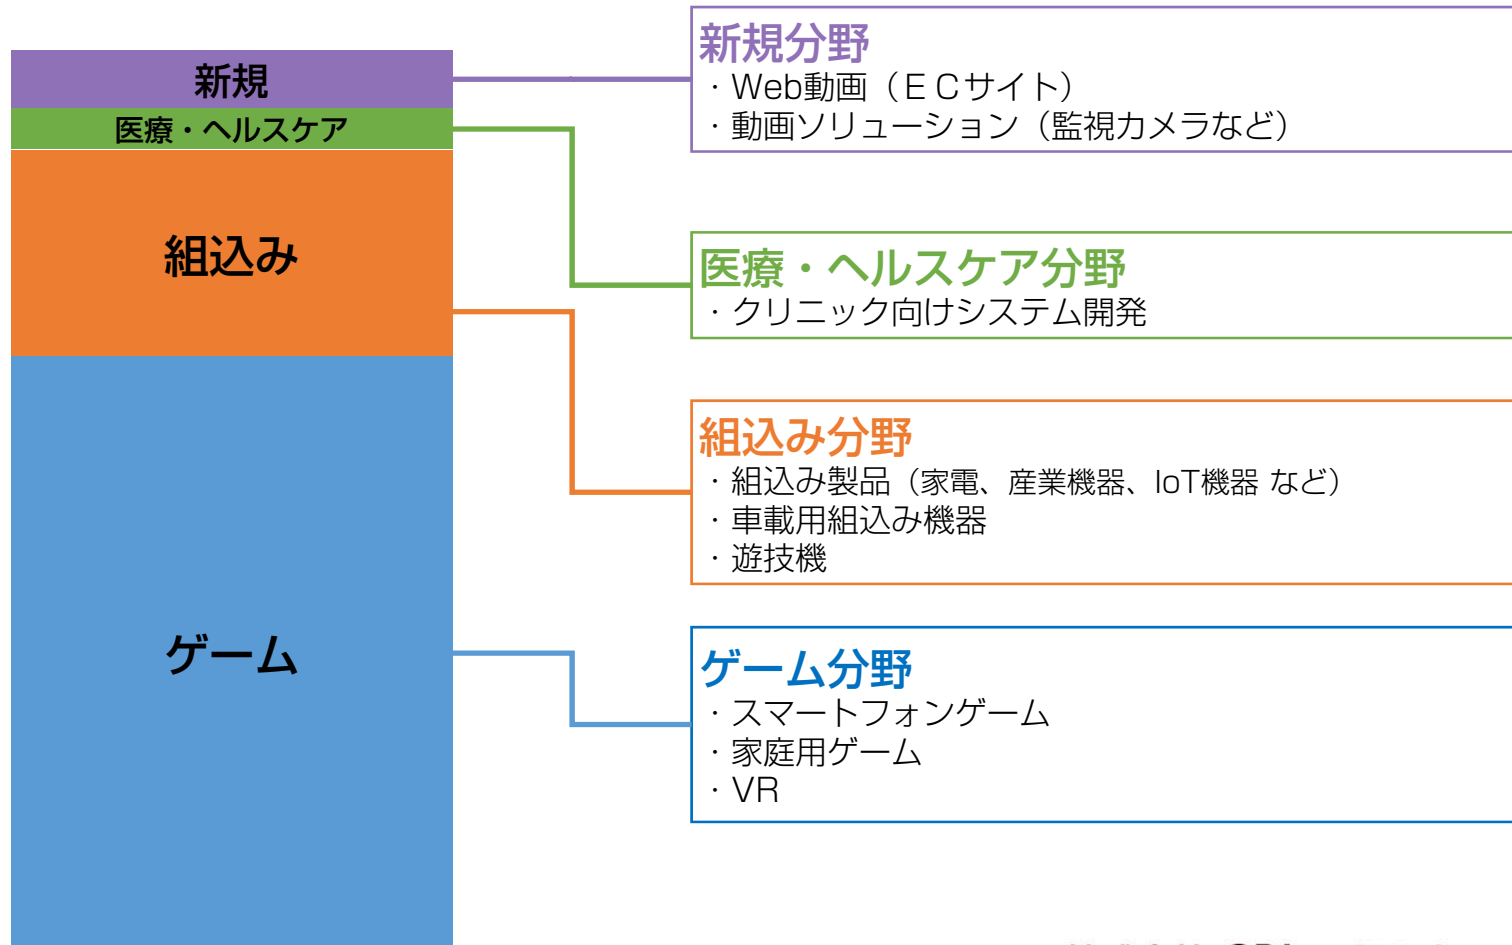 新規
医療・ヘルスケア
組込み
ゲーム
新規分野
・Web動画（ＥＣサイト）
・動画ソリューション（監視カメラなど）
医療・ヘルスケア分野
・クリニック向けシステム開発
組込み分野
・組込み製品（家電、産業機器、IoT機器 など）
・車載用組込み機器
・遊技機
ゲーム分野
・スマートフォンゲーム
・家庭用ゲーム
・VR